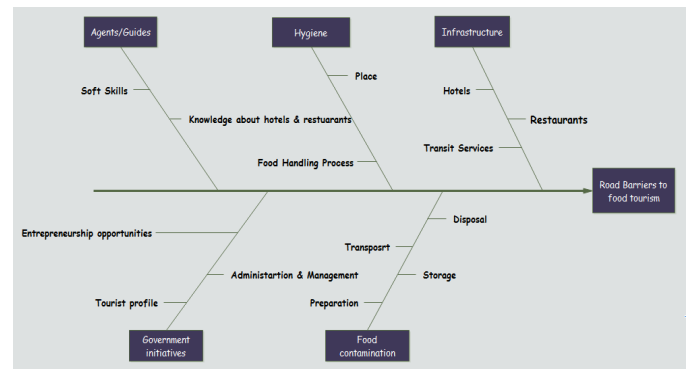 Agents/Guides
Hygiene
Infrastructure
Place
Soft Skills
Hotels
Knowledge about hotels & restuarants
Restaurants
Transit Services
Food Handling Process
Road Barriers to
food tourism
Disposal
Entrepreneurship opportunities
Transposrt
Administartion & Management
Storage
Tourist profile
Preparation
Government
initiatives
Food
contamination